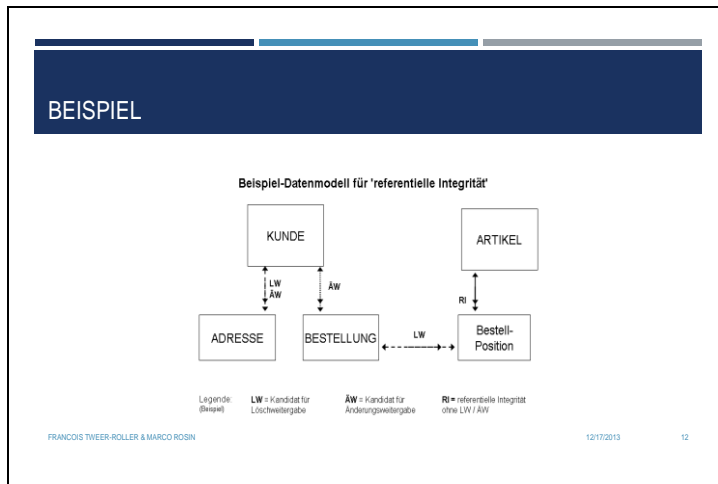 BEISPIEL
Beispiel-Datenmodell für 'referentielle Integrität'
KUNDE
ARTIKEL
LW
ÄW
ÄW
RI
ADRESSE
BESTELLUNG
LW
Bestell-
Position
Legende:
(Beispiel)
LW = Kandidat für
Löschweitergabe
ÄW = Kandidat für
Änderungsweitergabe
RI = referentielle Integrität
ohne LW / ÄW
FRANCOIS TWEER-ROLLER & MARCO ROSIN
12/17/2013
12